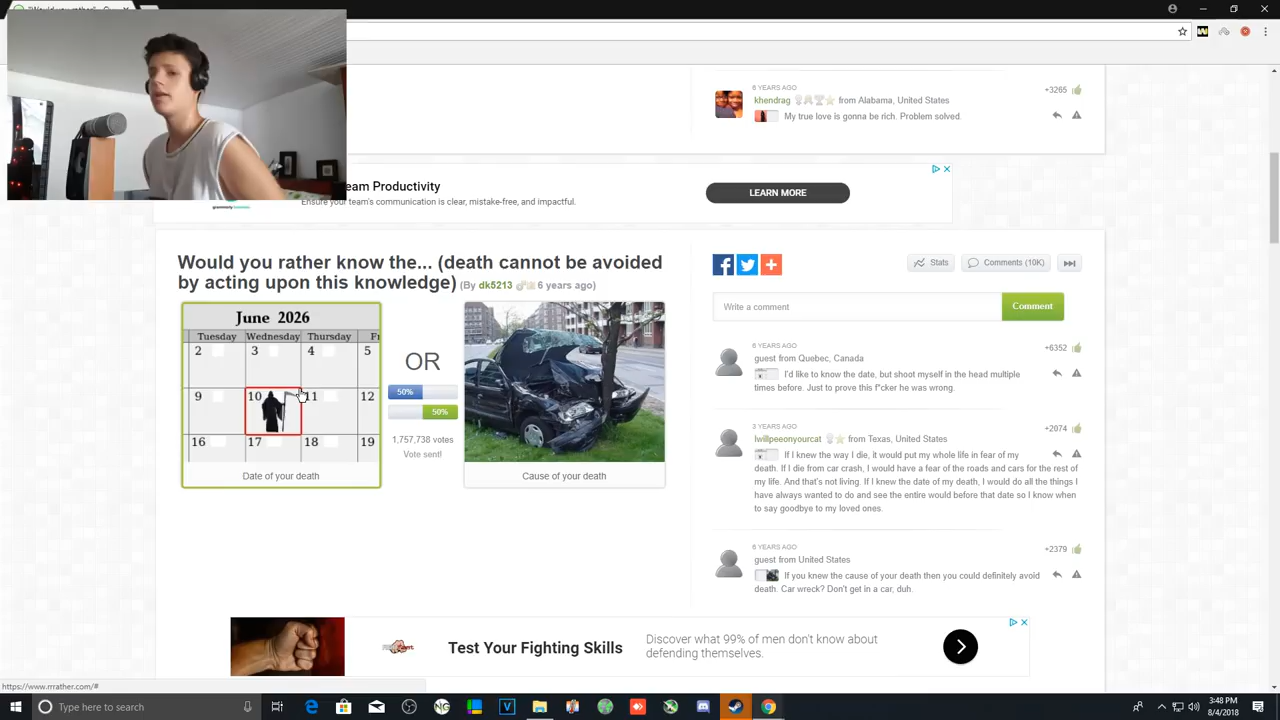 6 YEARS AGO
+3265
khendrag from Alabama, United States
My true love is gonna be rich. Problem solved.
eam Productivity
Ensure your team's communication is clear, mistake-free, and impactful.
LEARN MORE
Would you rather know the... (death cannot be avoided
by acting upon this knowledge) (By dk5213 6 years ago)
Stats
Comments (10K)
June 2026
Tuesday Wednesday Thursday F
2 3 4 5
9 10 11 12
16 17 18 19
OR
50%
50%
1,757,738 votes
Vote sent!
Date of your death
Cause of your death
Write a comment
Comment
6 YEARS AGO
+6352
guest from Quebec, Canada
I'd like to know the date, but shoot myself in the head multiple
times before. Just to prove this f*cker he was wrong.
3 YEARS AGO
+2074
Iwillpeeonyourcat from Texas, United States
If I knew the way I die, it would put my whole life in fear of my
death. If I die from car crash, I would have a fear of the roads and cars for the rest of
my life. And that's not living. If I knew the date of my death, I would do all the things I
have always wanted to do and see the entire would before that date so I know when
to say goodbye to my loved ones.
6 YEARS AGO
+2379
guest from United States
If you knew the cause of your death then you could definitely avoid
death. Car wreck? Don't get in a car, duh.
Test Your Fighting Skills
Discover what 99% of men don't know about
defending themselves.
https://www.rrrather.com/#
Type here to search
3:48 PM
8/4/2018